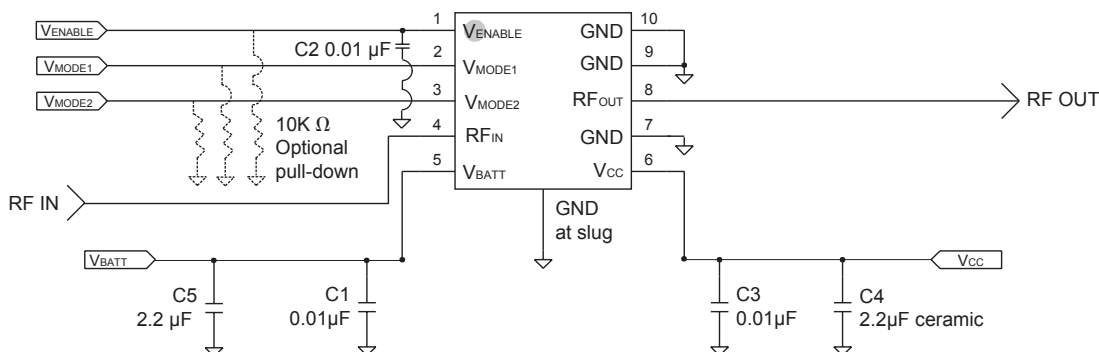 VENABLE
VMODE1
VMODE2
RF IN
C2 0.01 µF
10K Ω
Optional
pull-down
1
2
3
4
5
VENABLE
VMODE1
VMODE2
RFIN
VBATT
GND
GND
RFOUT
GND
VCC
10
9
8
7
6
RF OUT
GND
at slug
VBATT
C5
2.2 µF
C1
0.01µF
C3
0.01µF
C4
2.2µF ceramic
VCC